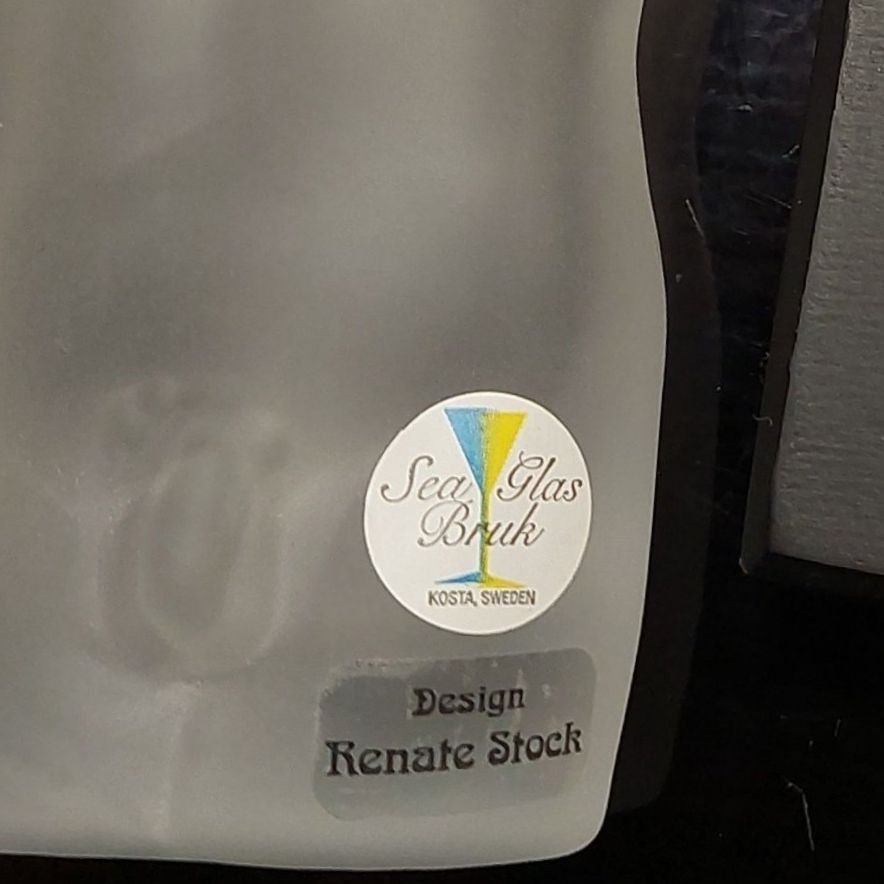 Sea Glas
Bruk
KOSTA, SWEDEN
Design
Renate Stock